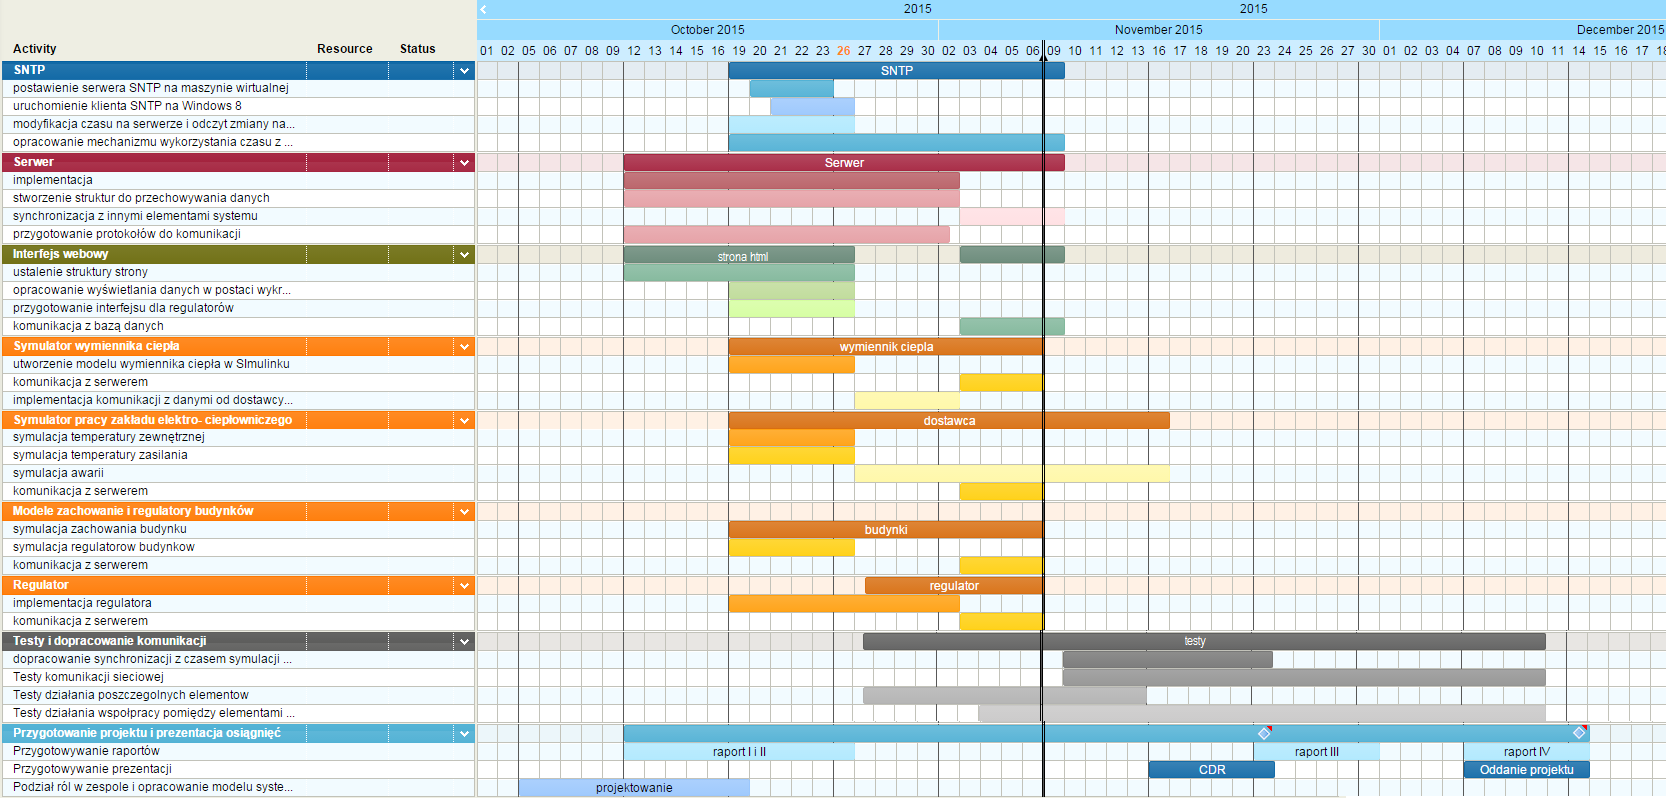 2015 2015
October 2015 November 2015 December 2015
Activity Resource Status 01 02 05 06 07 08 09 12 13 14 15 16 19 20 21 22 23 26 27 28 29 30 02 03 04 05 06 09 10 11 12 13 16 17 18 19 20 23 24 25 26 27 30 01 02 03 04 07 08 09 10 11 14 15 16 17 18
SNTP SNTP
postawienie serwera SNTP na maszynie wirtualnej
uruchomienie klienta SNTP na Windows 8
modyfikacja czasu na serwerze i odczyt zmiany na...
opracowanie mechanizmu wykorzystania czasu z ...
Serwer Serwer
implementacja
stworzenie struktur do przechowywania danych
synchronizacja z innymi elementami systemu
przygotowanie protokołów do komunikacji
Interfejs webowy strona html
ustalenie struktury strony
opracowanie wyświetlania danych w postaci wykr...
przygotowanie interfejsu dla regulatorów
komunikacja z bazą danych
Symulator wymiennika ciepła wymiennik ciepla
utworzenie modelu wymiennika ciepła w SImulinku
komunikacja z serwerem
implementacja komunikacji z danymi od dostawcy...
Symulator pracy zakładu elektro- ciepłowniczego dostawca
symulacja temperatury zewnętrznej
symulacja temperatury zasilania
symulacja awarii
komunikacja z serwerem
Modele zachowanie i regulatory budynków
symulacja zachowania budynku budynki
symulacja regulatorow budynkow
komunikacja z serwerem
Regulator regulator
implementacja regulatora
komunikacja z serwerem
Testy i dopracowanie komunikacji testy
dopracowanie synchronizacji z czasem symulacji ...
Testy komunikacji sieciowej
Testy działania poszczegolnych elementow
Testy działania wspołpracy pomiędzy elementami ...
Przygotowanie projektu i prezentacja osiągnięć
Przygotowywanie raportów raport I i II raport III raport IV
Przygotowywanie prezentacji CDR Oddanie projektu
Podział ról w zespole i opracowanie modelu syste... projektowanie